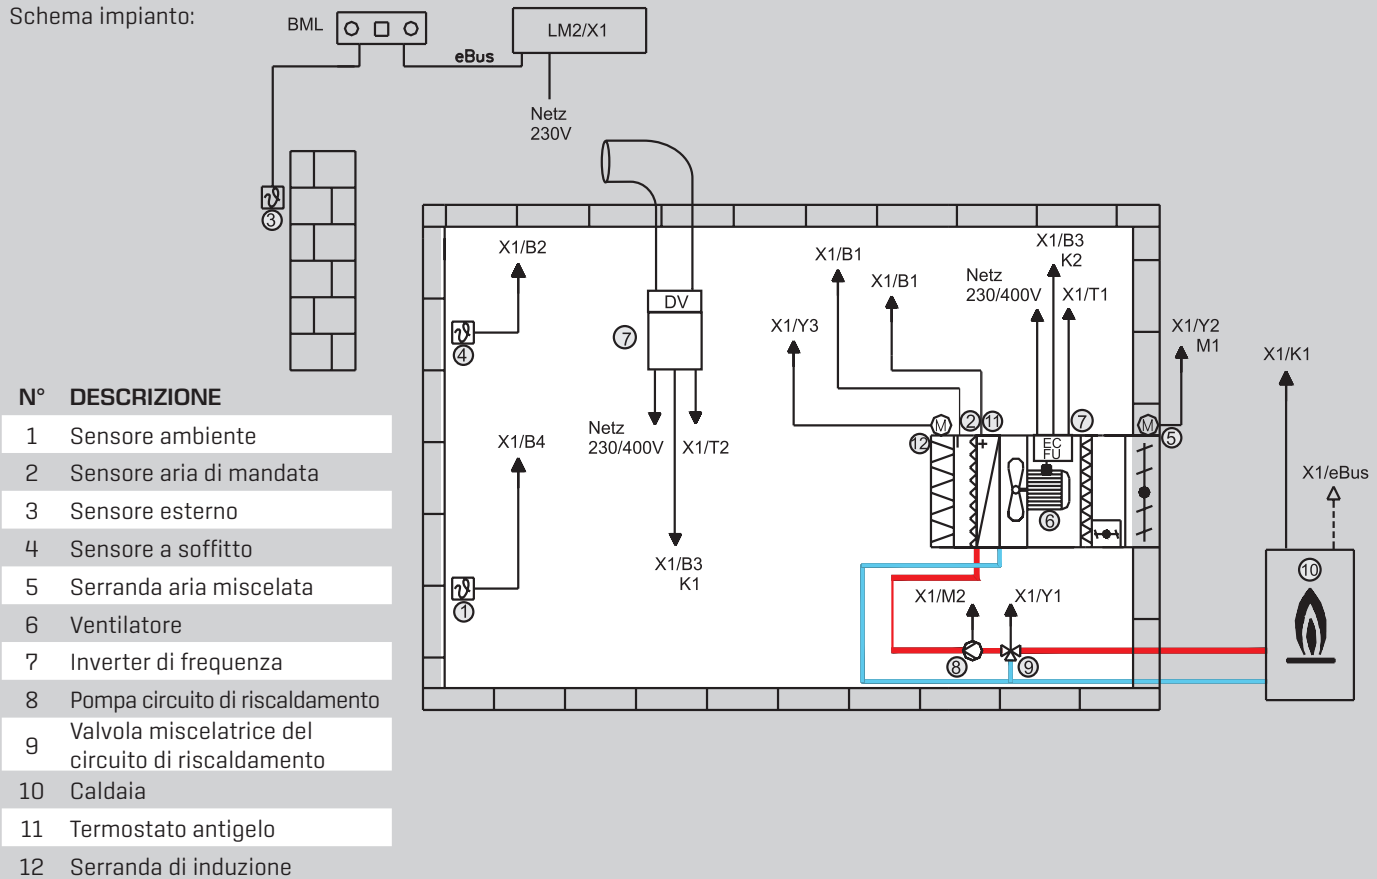 Schema impianto:
BML
LM2/X1
eBus
Netz
230V
3
X1/B2
4
X1/B4
1
DV
7
Netz
230/400V
X1/T2
X1/B3
K1
X1/Y3
X1/B1
X1/B1
Netz
230/400V
X1/B3
K2
X1/T1
X1/Y2
M1
X1/K1
X1/eBus
M
12
2
11
7
M
5
EC
FU
6
10
X1/M2
X1/Y1
8
9
N° DESCRIZIONE
1 Sensore ambiente
2 Sensore aria di mandata
3 Sensore esterno
4 Sensore a soffitto
5 Serranda aria miscelata
6 Ventilatore
7 Inverter di frequenza
8 Pompa circuito di riscaldamento
9 Valvola miscelatrice del
circuito di riscaldamento
10 Caldaia
11 Termostato antigelo
12 Serranda di induzione